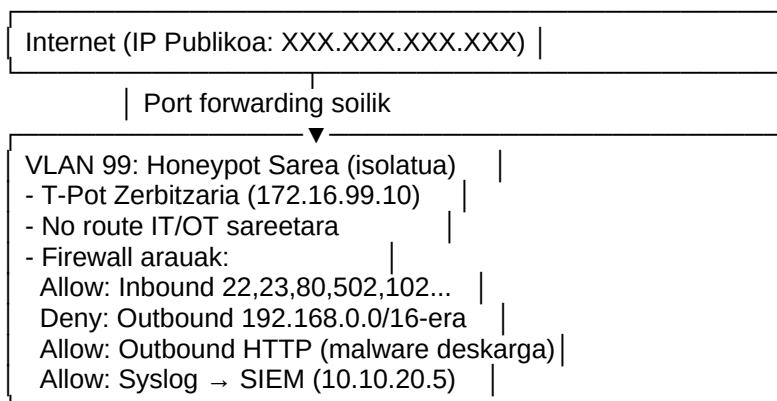 Internet (IP Publikoa: XXX.XXX.XXX.XXX) │
│ Port forwarding soilik
▼
VLAN 99: Honeypot Sarea (isolatua) │
- T-Pot Zerbitzaria (172.16.99.10) │
- No route IT/OT sareetara │
- Firewall arauak: │
Allow: Inbound 22,23,80,502,102... │
Deny: Outbound 192.168.0.0/16-era │
Allow: Outbound HTTP (malware deskarga)│
Allow: Syslog → SIEM (10.10.20.5) │